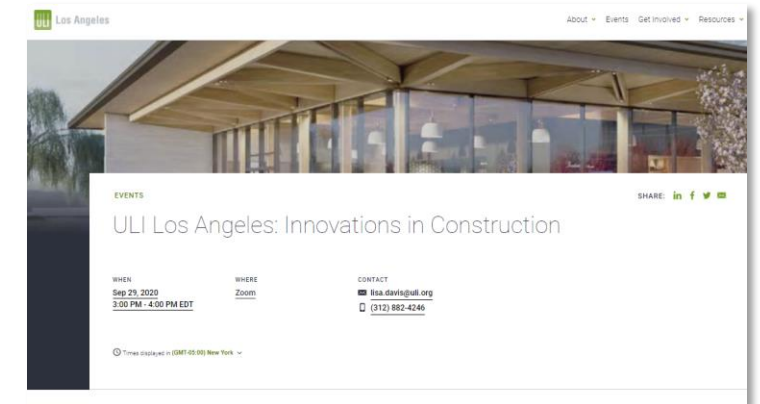 ULI Los Angeles
About Events Get Involved Resources
EVENTS
SHARE:
ULI Los Angeles: Innovations in Construction
WHEN
Sep 29, 2020
3:00 PM - 4:00 PM EDT
WHERE
Zoom
CONTACT
lisa.davis@uli.org
(312) 882-4246
Times displayed in (GMT-05:00) New York